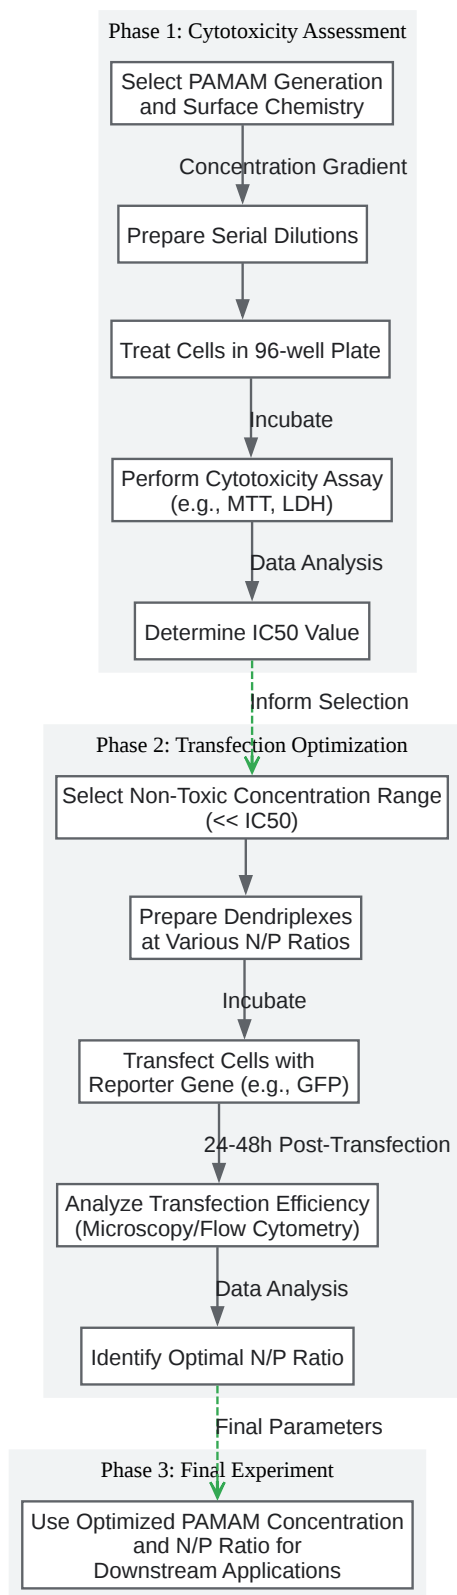 Phase 1: Cytotoxicity Assessment
Select PAMAM Generation
and Surface Chemistry
Concentration Gradient
Prepare Serial Dilutions
Treat Cells in 96-well Plate
Incubate
Perform Cytotoxicity Assay
(e.g., MTT, LDH)
Data Analysis
Determine IC50 Value
Inform Selection
Phase 2: Transfection Optimization
Select Non-Toxic Concentration Range
(<< IC50)
Prepare Dendriplexes
at Various N/P Ratios
Incubate
Transfect Cells with
Reporter Gene (e.g., GFP)
24-48h Post-Transfection
Analyze Transfection Efficiency
(Microscopy/Flow Cytometry)
Data Analysis
Identify Optimal N/P Ratio
Final Parameters
Phase 3: Final Experiment
Use Optimized PAMAM Concentration
and N/P Ratio for
Downstream Applications